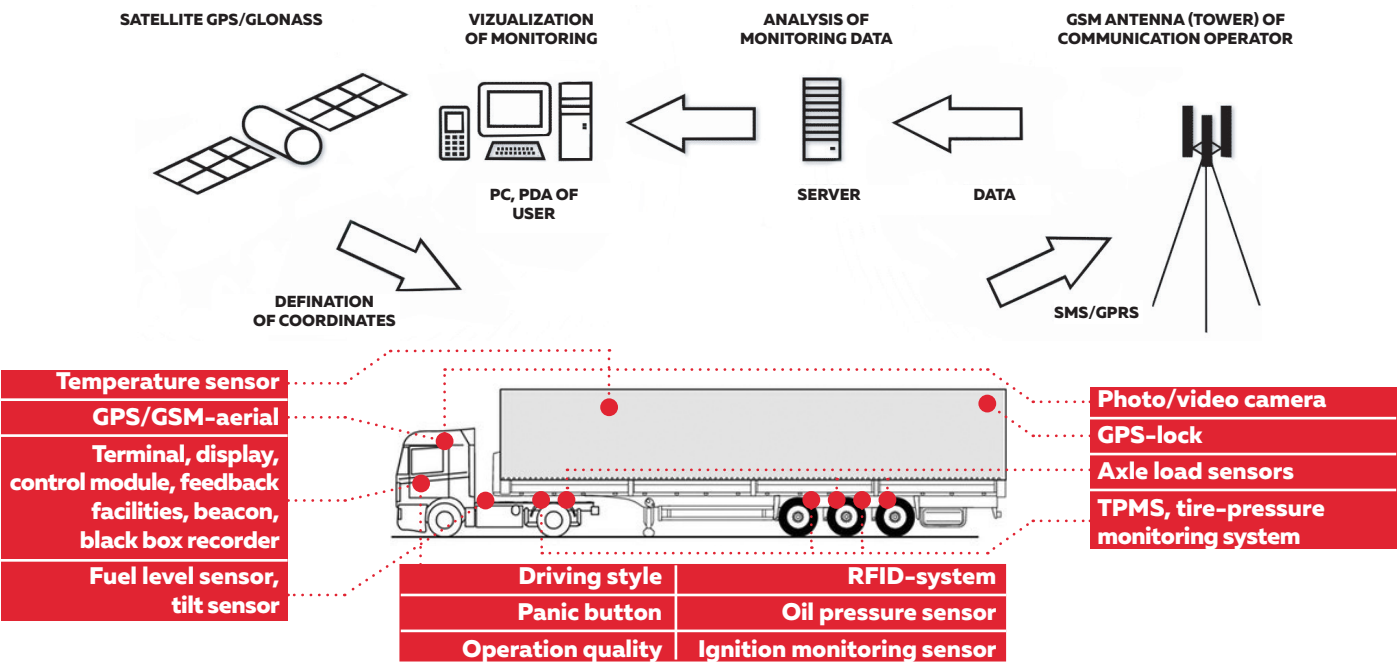 SATELLITE GPS/GLONASS
VIZUALIZATION
OF MONITORING
ANALYSIS OF
MONITORING DATA
GSM ANTENNA (TOWER) OF
COMMUNICATION OPERATOR
PC, PDA OF
USER
SERVER
DATA
DEFINATION
OF COORDINATES
SMS/GPRS
Temperature sensor
GPS/GSM-aerial
Terminal, display,
control module, feedback
facilities, beacon,
black box recorder
Fuel level sensor,
tilt sensor
Photo/video camera
GPS-lock
Axle load sensors
TPMS, tire-pressure
monitoring system
Driving style
RFID-system
Panic button
Oil pressure sensor
Operation quality
Ignition monitoring sensor